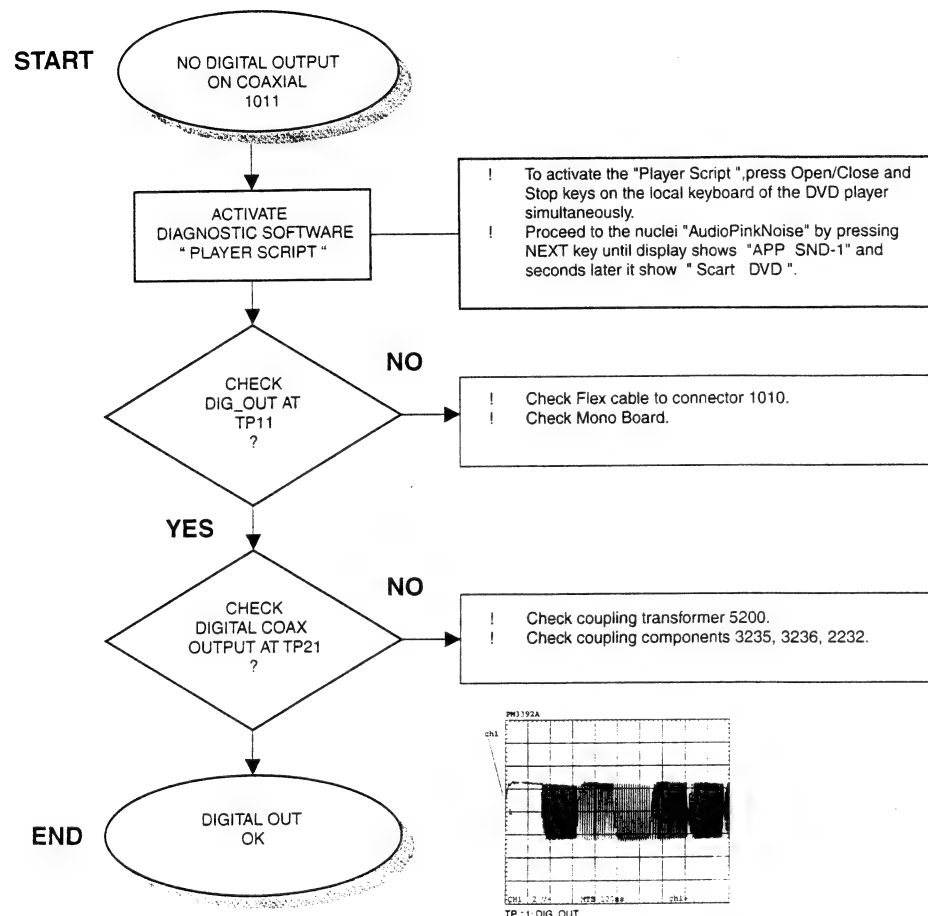 START
NO DIGITAL OUTPUT
ON COAXIAL
1011
ACTIVATE
DIAGNOSTIC SOFTWARE
" PLAYER SCRIPT "
! To activate the "Player Script ",press Open/Close and
Stop keys on the local keyboard of the DVD player
simultaneously.
! Proceed to the nuclei "AudioPinkNoise" by pressing
NEXT key until display shows "APP SND-1" and
seconds later it show " Scart DVD ".
CHECK
DIG_OUT AT
TP11
?
NO
! Check Flex cable to connector 1010.
! Check Mono Board.
YES
CHECK
DIGITAL COAX
OUTPUT AT TP21
?
NO
! Check coupling transformer 5200.
! Check coupling components 3235, 3236, 2232.
PM3392A
ch1
CH1
ch1+
DIG_OUT
END
DIGITAL OUT
OK